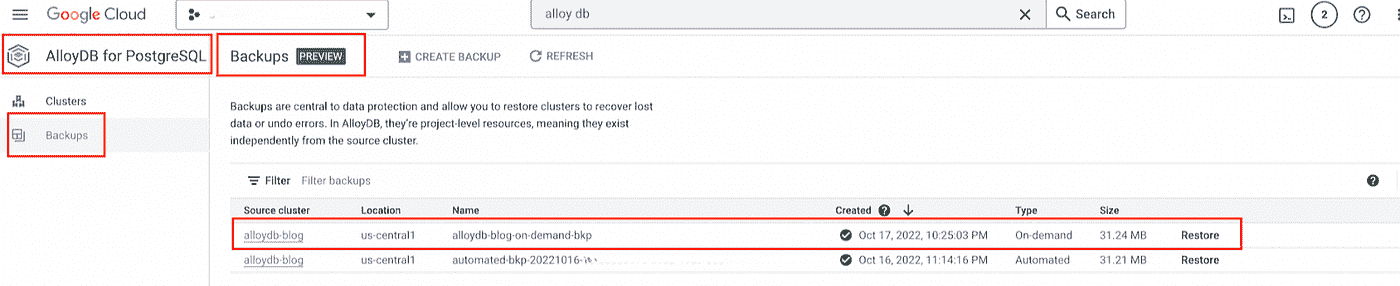 Google Cloud
alloy db
Search
2
AlloyDB for PostgreSQL
Backups PREVIEW
CREATE BACKUP
REFRESH
Clusters
Backups
Backups are central to data protection and allow you to restore clusters to recover lost
data or undo errors. In AlloyDB, they're project-level resources, meaning they exist
independently from the source cluster.
Filter Filter backups
Source cluster Location Name Created Type Size
alloydb-blog us-central1 alloydb-blog-on-demand-bkp Oct 17, 2022, 10:25:03 PM On-demand 31.24 MB Restore
alloydb-blog us-central1 automated-bkp-20221016- Oct 16, 2022, 11:14:16 PM Automated 31.21 MB Restore